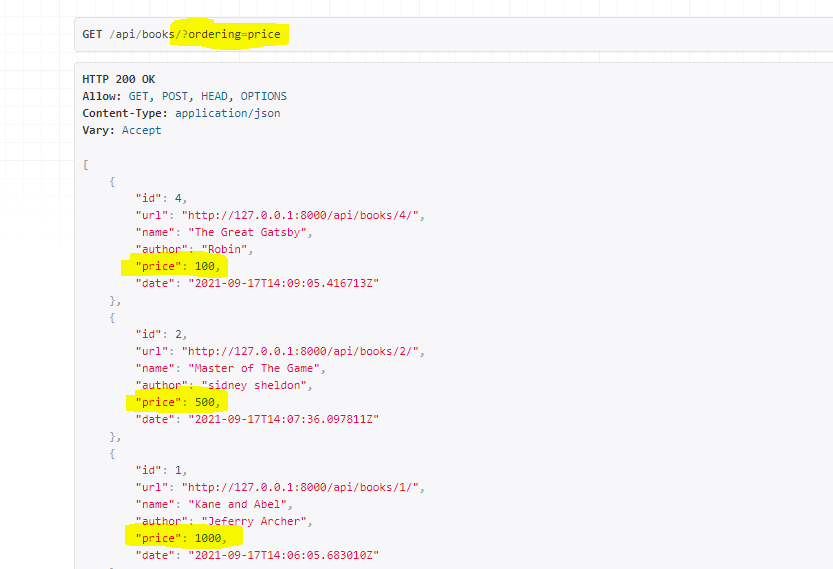 GET /api/books/?ordering=price
HTTP 200 OK
Allow: GET, POST, HEAD, OPTIONS
Content-Type: application/json
Vary: Accept
[
{
"id": 4,
"url": "http://127.0.0.1:8000/api/books/4/",
"name": "The Great Gatsby",
"author": "Robin",
"price": 100,
"date": "2021-09-17T14:09:05.416713Z"
},
{
"id": 2,
"url": "http://127.0.0.1:8000/api/books/2/",
"name": "Master of The Game",
"author": "sidney sheldon",
"price": 500,
"date": "2021-09-17T14:07:36.097811Z"
},
{
"id": 1,
"url": "http://127.0.0.1:8000/api/books/1/",
"name": "Kane and Abel",
"author": "Jeferry Archer",
"price": 1000,
"date": "2021-09-17T14:06:05.683010Z"